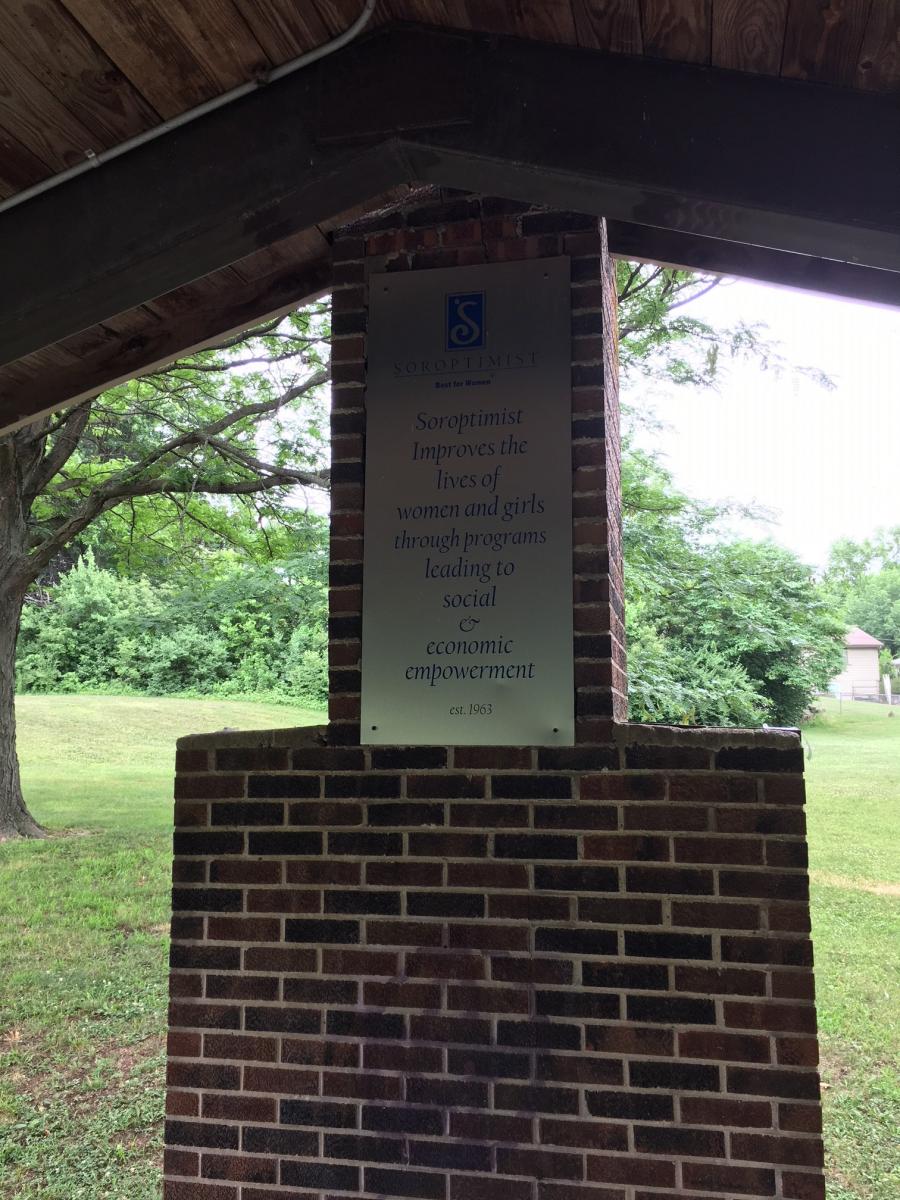 S
SOROPTIMIST
Best for Women®
Soroptimist
Improves the
lives of
women and girls
through programs
leading to
social
&
economic
empowerment
est. 1963